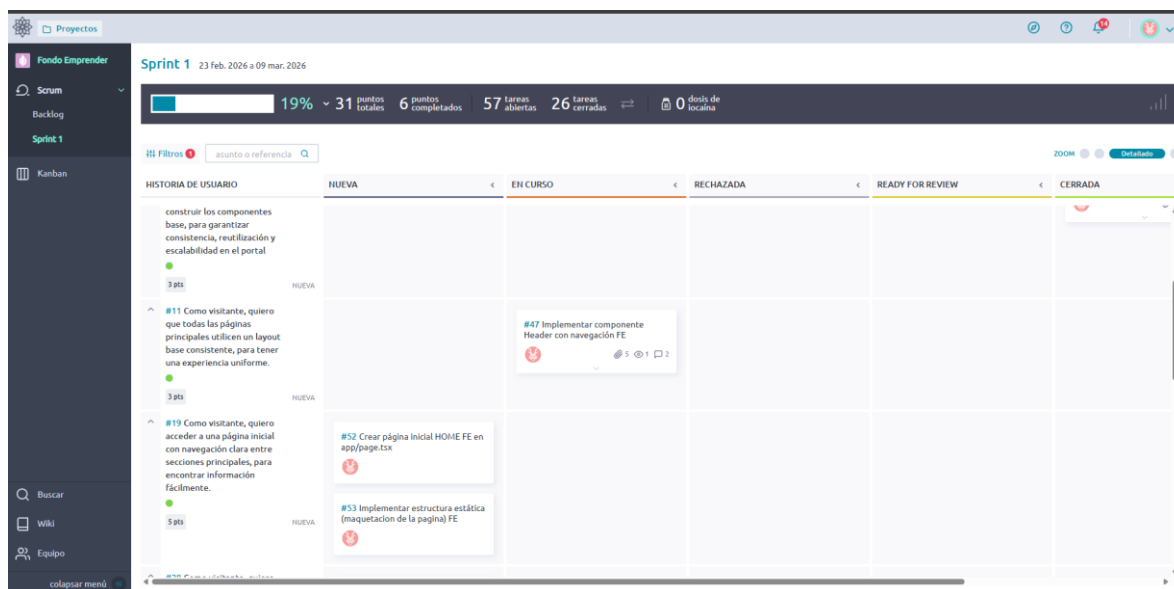 Proyectos
14
Fondo Emprender
Scrum
Backlog
Sprint 1
Kanban
Buscar
Wiki
Equipo
colapsar menú
Sprint 1 23 feb. 2026 a 09 mar. 2026
19% 31 puntos totales 6 puntos completados 57 tareas abiertas 26 tareas cerradas 0 dosis de iocaína
Filtros 1 asunto o referencia
ZOOM Detallado
HISTORIA DE USUARIO NUEVA EN CURSO RECHAZADA READY FOR REVIEW CERRADA
construir los componentes
base, para garantizar
consistencia, reutilización y
escalabilidad en el portal
3 pts NUEVA
#11 Como visitante, quiero
que todas las páginas
principales utilicen un layout
base consistente, para tener
una experiencia uniforme.
3 pts NUEVA
#47 Implementar componente
Header con navegación FE
5 1 2
#19 Como visitante, quiero
acceder a una página inicial
con navegación clara entre
secciones principales, para
encontrar información
fácilmente.
5 pts NUEVA
#52 Crear página inicial HOME FE en
app/page.tsx
#53 Implementar estructura estática
(maquetacion de la pagina) FE